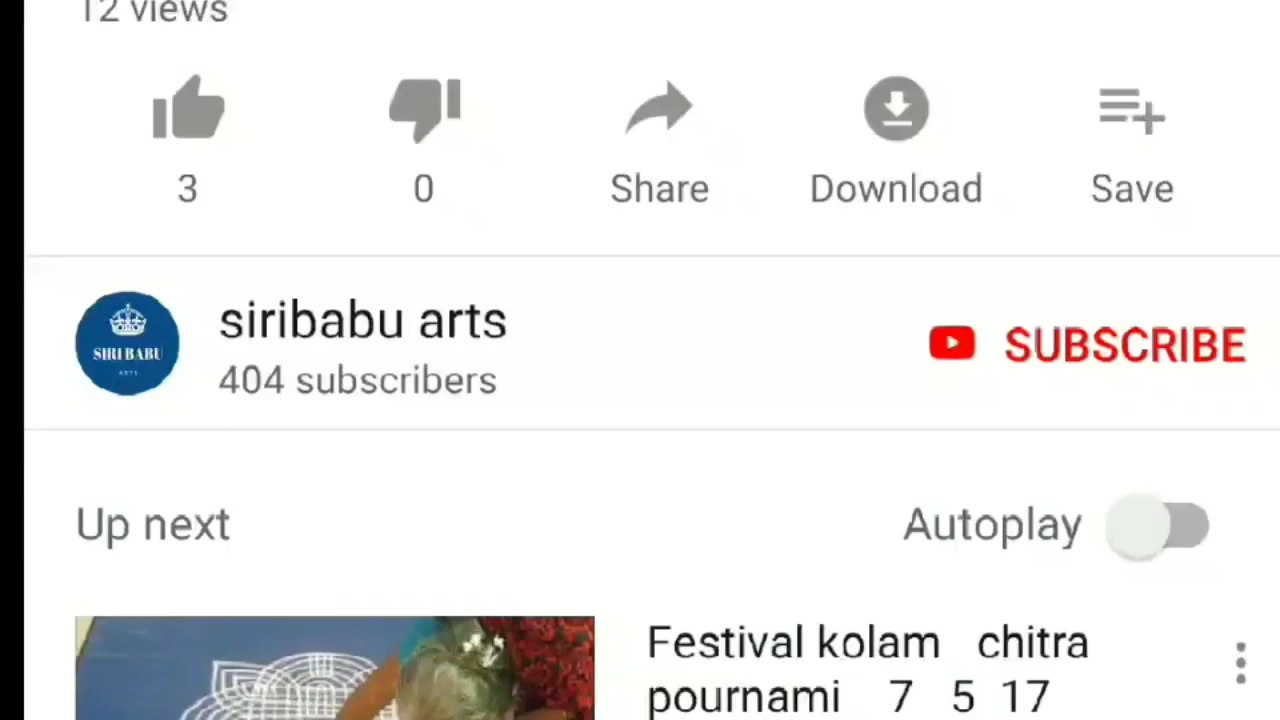 12 views
3 0 Share Download Save
siribabu arts
SIRI BABU
ARTS
404 subscribers
SUBSCRIBE
Up next Autoplay
Festival kolam chitra
pournami 7 5 17